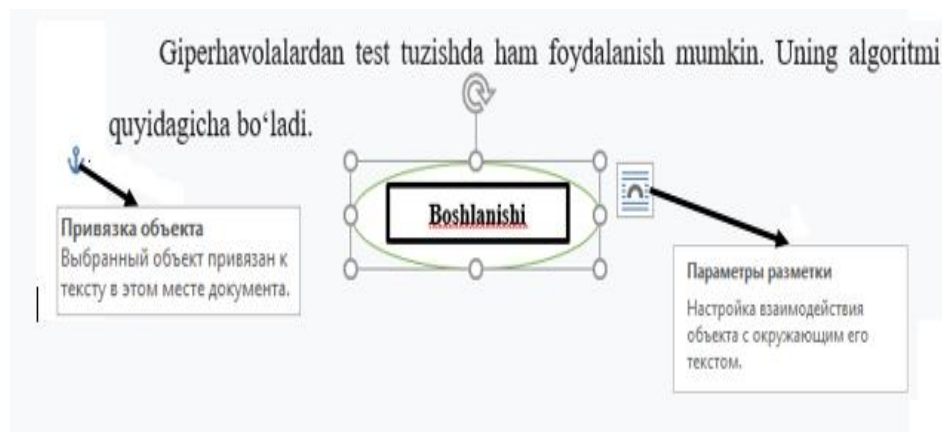 Giperhavolalardan test tuzishda ham foydalanish mumkin. Uning algoritmi
quyidagicha bo‘ladi.
Boshlanishi
Привязка объекта
Выбранный объект привязан к
тексту в этом месте документа.
Параметры разметки
Настройка взаимодействия
объекта с окружающим его
текстом.